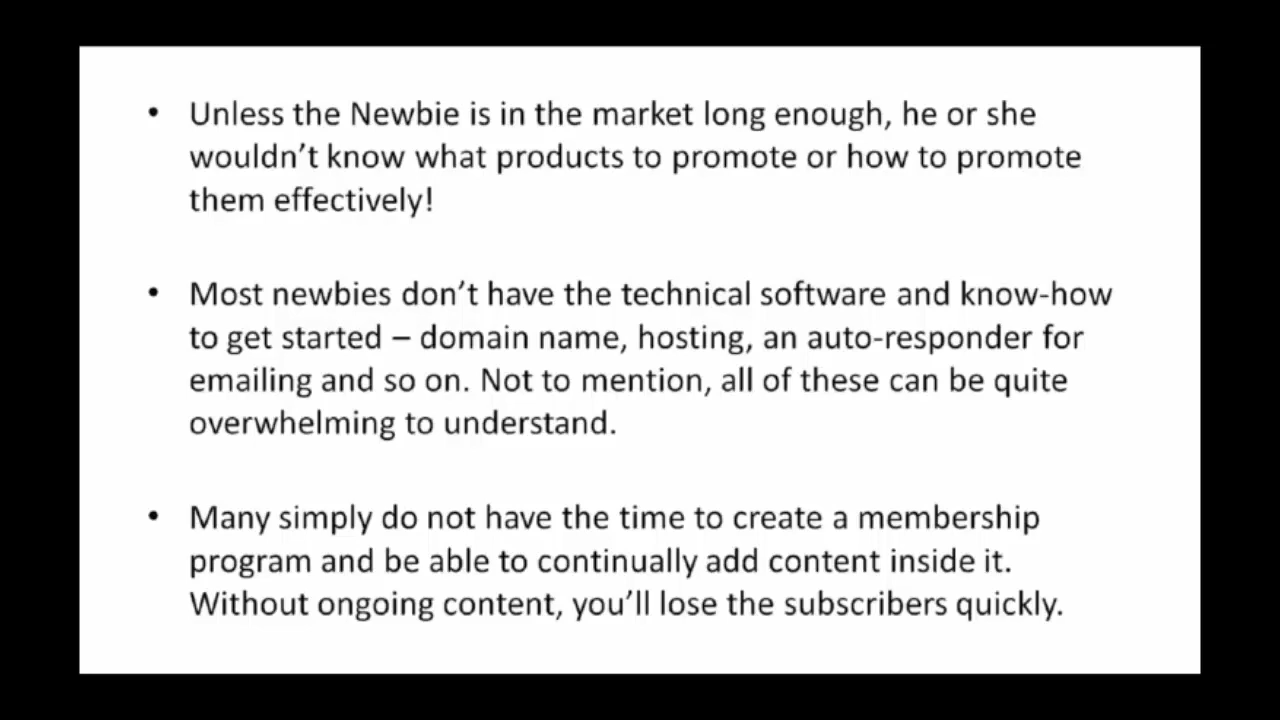 • Unless the Newbie is in the market long enough, he or she
wouldn’t know what products to promote or how to promote
them effectively!
• Most newbies don’t have the technical software and know-how
to get started – domain name, hosting, an auto-responder for
emailing and so on. Not to mention, all of these can be quite
overwhelming to understand.
• Many simply do not have the time to create a membership
program and be able to continually add content inside it.
Without ongoing content, you’ll lose the subscribers quickly.